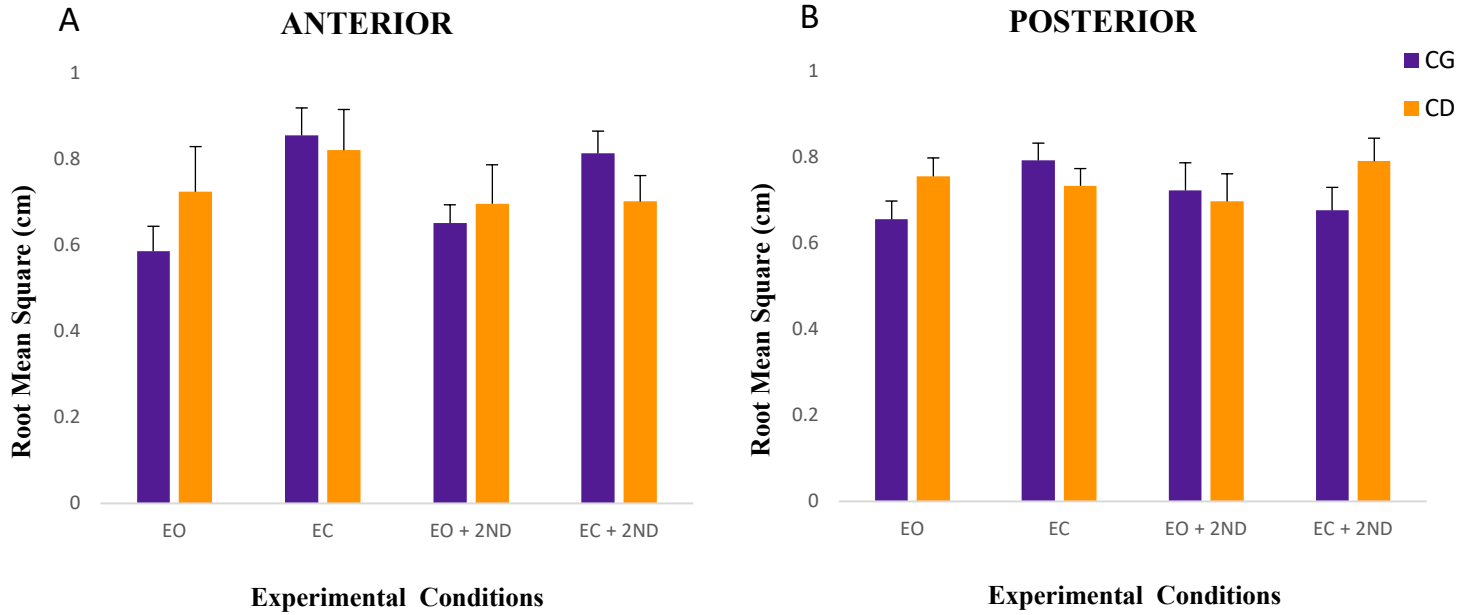 A
ANTERIOR
1
0.8
0.6
0.4
0.2
0
Root Mean Square (cm)
EO
EC
EO + 2ND
EC + 2ND
Experimental Conditions
B
POSTERIOR
1
0.8
0.6
0.4
0.2
0
Root Mean Square (cm)
EO
EC
EO + 2ND
EC + 2ND
Experimental Conditions
CG
CD